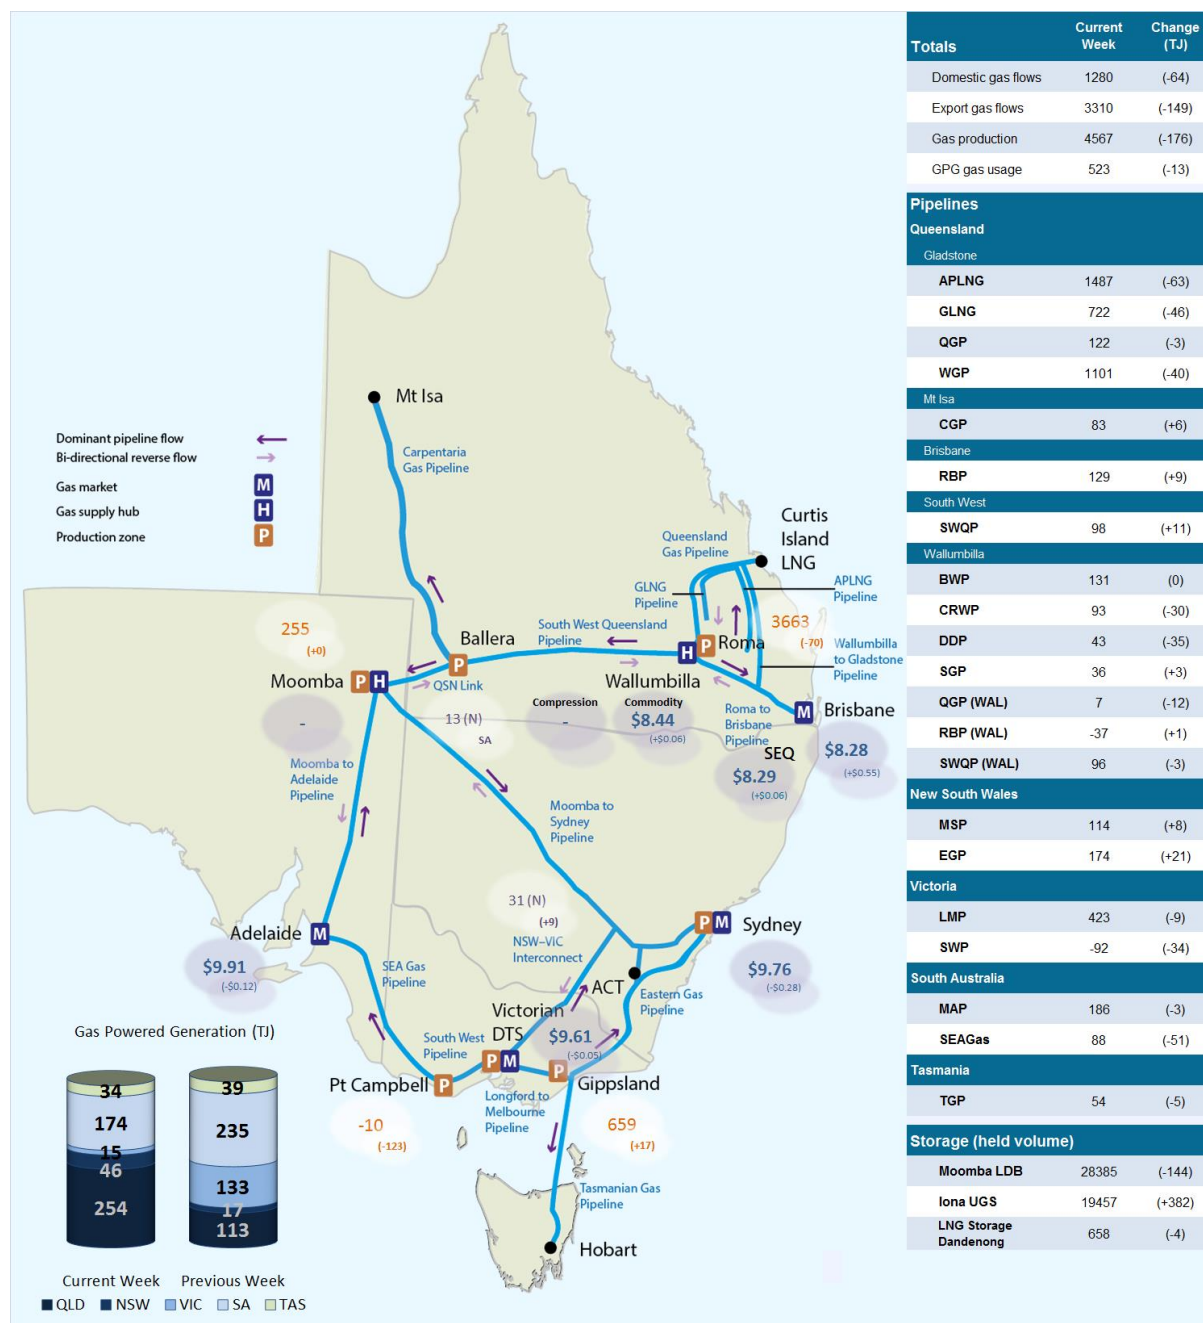 Mt Isa
Dominant pipeline flow
Bi-directional reverse flow
Gas market M
Gas supply hub H
Production zone P
Carpentaria
Gas Pipeline
Curtis
Island
LNG
Queensland
Gas Pipeline
GLNG
Pipeline
APLNG
Pipeline
3663
(-70)
255
(+0)
Ballera
P
South West Queensland
Pipeline
H P Roma
Wallumbilla
to Gladstone
Pipeline
Moomba P H
QSN Link
Wallumbilla
-
13 (N)
SA
Compression
-
Commodity
$8.44
(+$0.06)
Roma to
Brisbane
Pipeline
M Brisbane
$8.28
(+$0.55)
SEQ
$8.29
(+$0.06)
Moomba to
Adelaide
Pipeline
Moomba to
Sydney
Pipeline
31 (N)
(+9)
NSW–VIC
Interconnect
P M Sydney
$9.76
(-$0.28)
Adelaide M
$9.91
(-$0.12)
SEA Gas
Pipeline
ACT
Eastern Gas
Pipeline
Victorian
DTS
P M
$9.61
(-$0.05)
South West
Pipeline
Pt Campbell P
-10
(-123)
P
Gippsland
659
(+17)
Longford to
Melbourne
Pipeline
Tasmanian Gas
Pipeline
Hobart
Gas Powered Generation (TJ)
34
174
15
46
254
39
235
133
17
113
Current Week Previous Week
QLD NSW VIC SA TAS
Totals Current Week Change (TJ)
Domestic gas flows 1280 (-64)
Export gas flows 3310 (-149)
Gas production 4567 (-176)
GPG gas usage 523 (-13)
Pipelines
Queensland
Gladstone
APLNG 1487 (-63)
GLNG 722 (-46)
QGP 122 (-3)
WGP 1101 (-40)
Mt Isa
CGP 83 (+6)
Brisbane
RBP 129 (+9)
South West
SWQP 98 (+11)
Wallumbilla
BWP 131 (0)
CRWP 93 (-30)
DDP 43 (-35)
SGP 36 (+3)
QGP (WAL) 7 (-12)
RBP (WAL) -37 (+1)
SWQP (WAL) 96 (-3)
New South Wales
MSP 114 (+8)
EGP 174 (+21)
Victoria
LMP 423 (-9)
SWP -92 (-34)
South Australia
MAP 186 (-3)
SEAGas 88 (-51)
Tasmania
TGP 54 (-5)
Storage (held volume)
Moomba LDB 28385 (-144)
Iona UGS 19457 (+382)
LNG Storage
Dandenong 658 (-4)